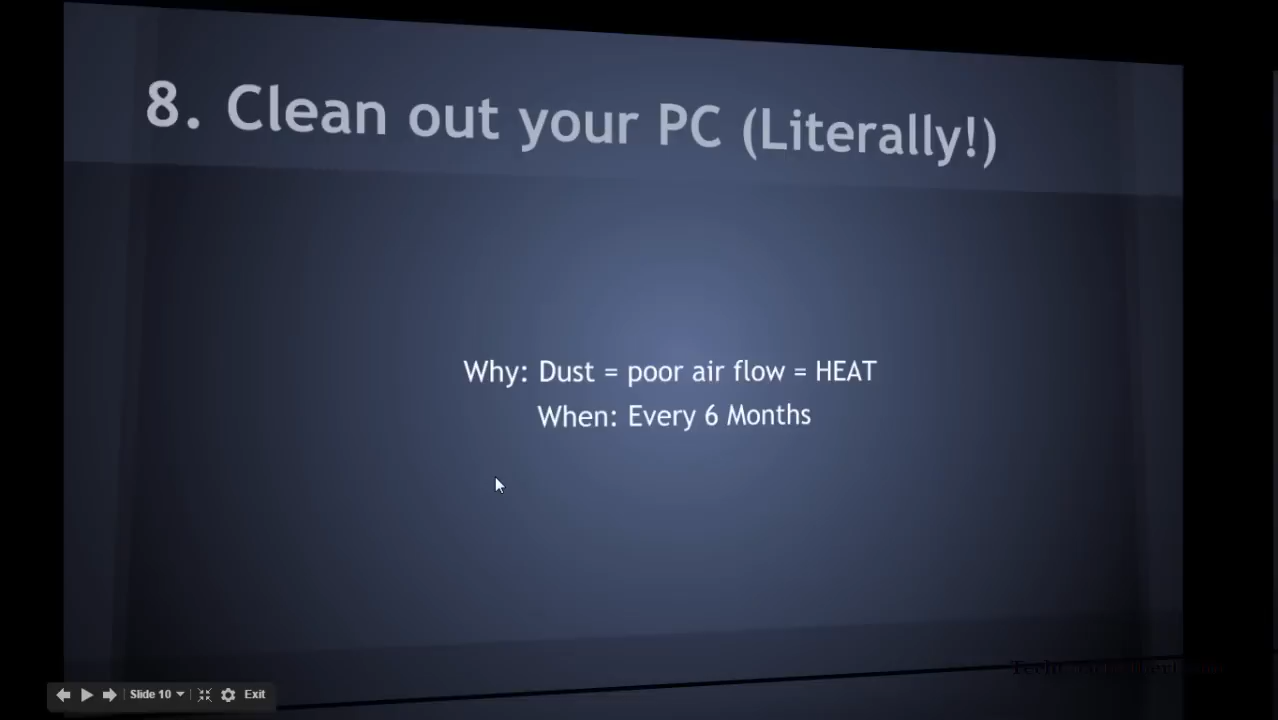 8. Clean out your PC (Literally!)
Why: Dust = poor air flow = HEAT
When: Every 6 Months
Slide 10
Exit